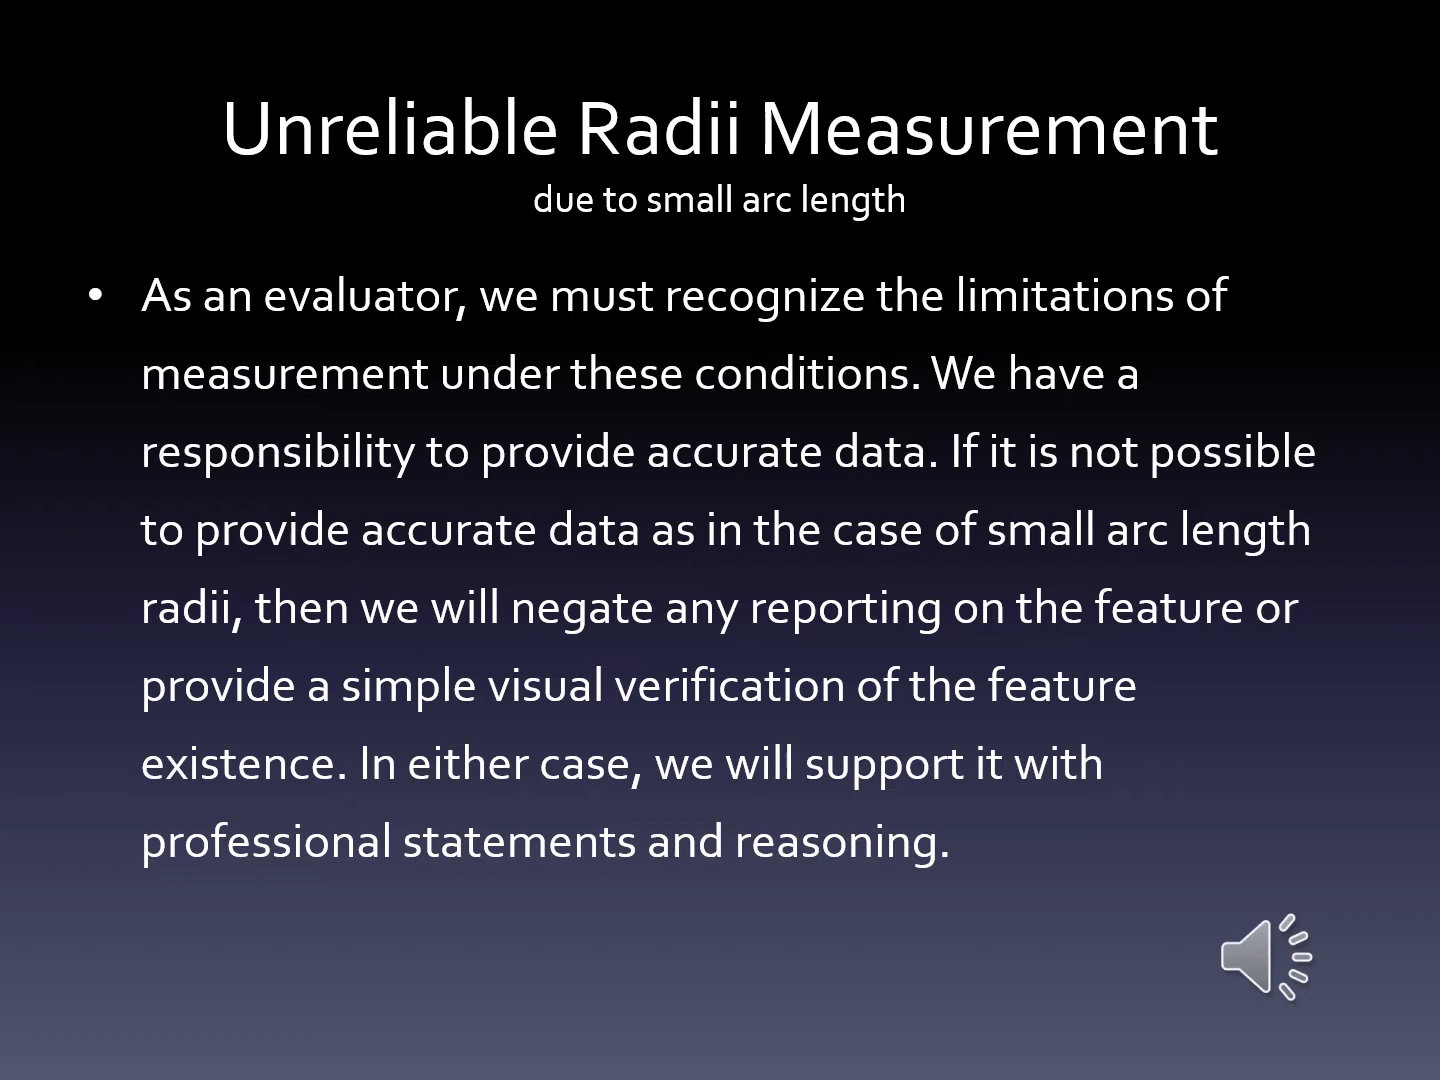 Unreliable Radii Measurement
due to small arc length
• As an evaluator, we must recognize the limitations of
measurement under these conditions. We have a
responsibility to provide accurate data. If it is not possible
to provide accurate data as in the case of small arc length
radii, then we will negate any reporting on the feature or
provide a simple visual verification of the feature
existence. In either case, we will support it with
professional statements and reasoning.